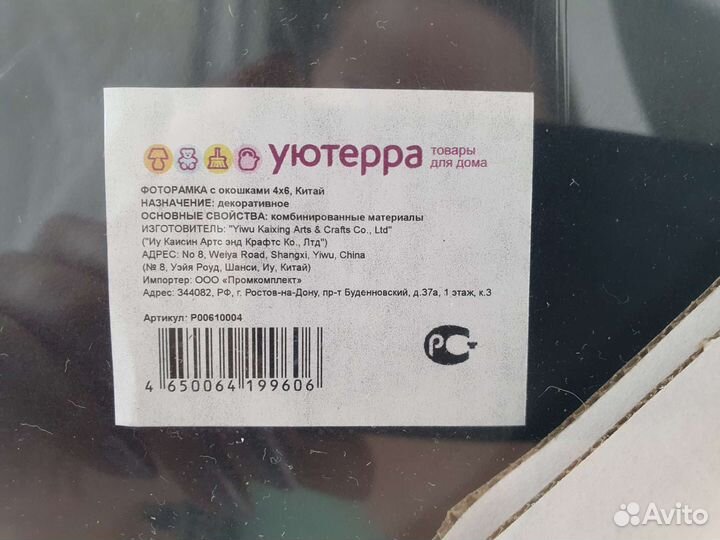 уютерра товары для дома
ФОТОРАМКА с окошками 4х6, Китай
НАЗНАЧЕНИЕ: декоративное
ОСНОВНЫЕ СВОЙСТВА: комбинированные материалы
ИЗГОТОВИТЕЛЬ: "Yiwu Kaixing Arts & Crafts Co., Ltd"
("Иу Каисин Артс энд Крафтс Ко., Лтд")
АДРЕС: No 8, Weiya Road, Shangxi, Yiwu, China
(№ 8, Уэйя Роуд, Шанси, Иу, Китай)
Импортер: ООО «Промкомплект»
Адрес: 344082, РФ, г. Ростов-на-Дону, пр-т Буденновский, д.37а, 1 этаж, к.3
Артикул: P00610004
4 650064 199606
РСТ
Avito